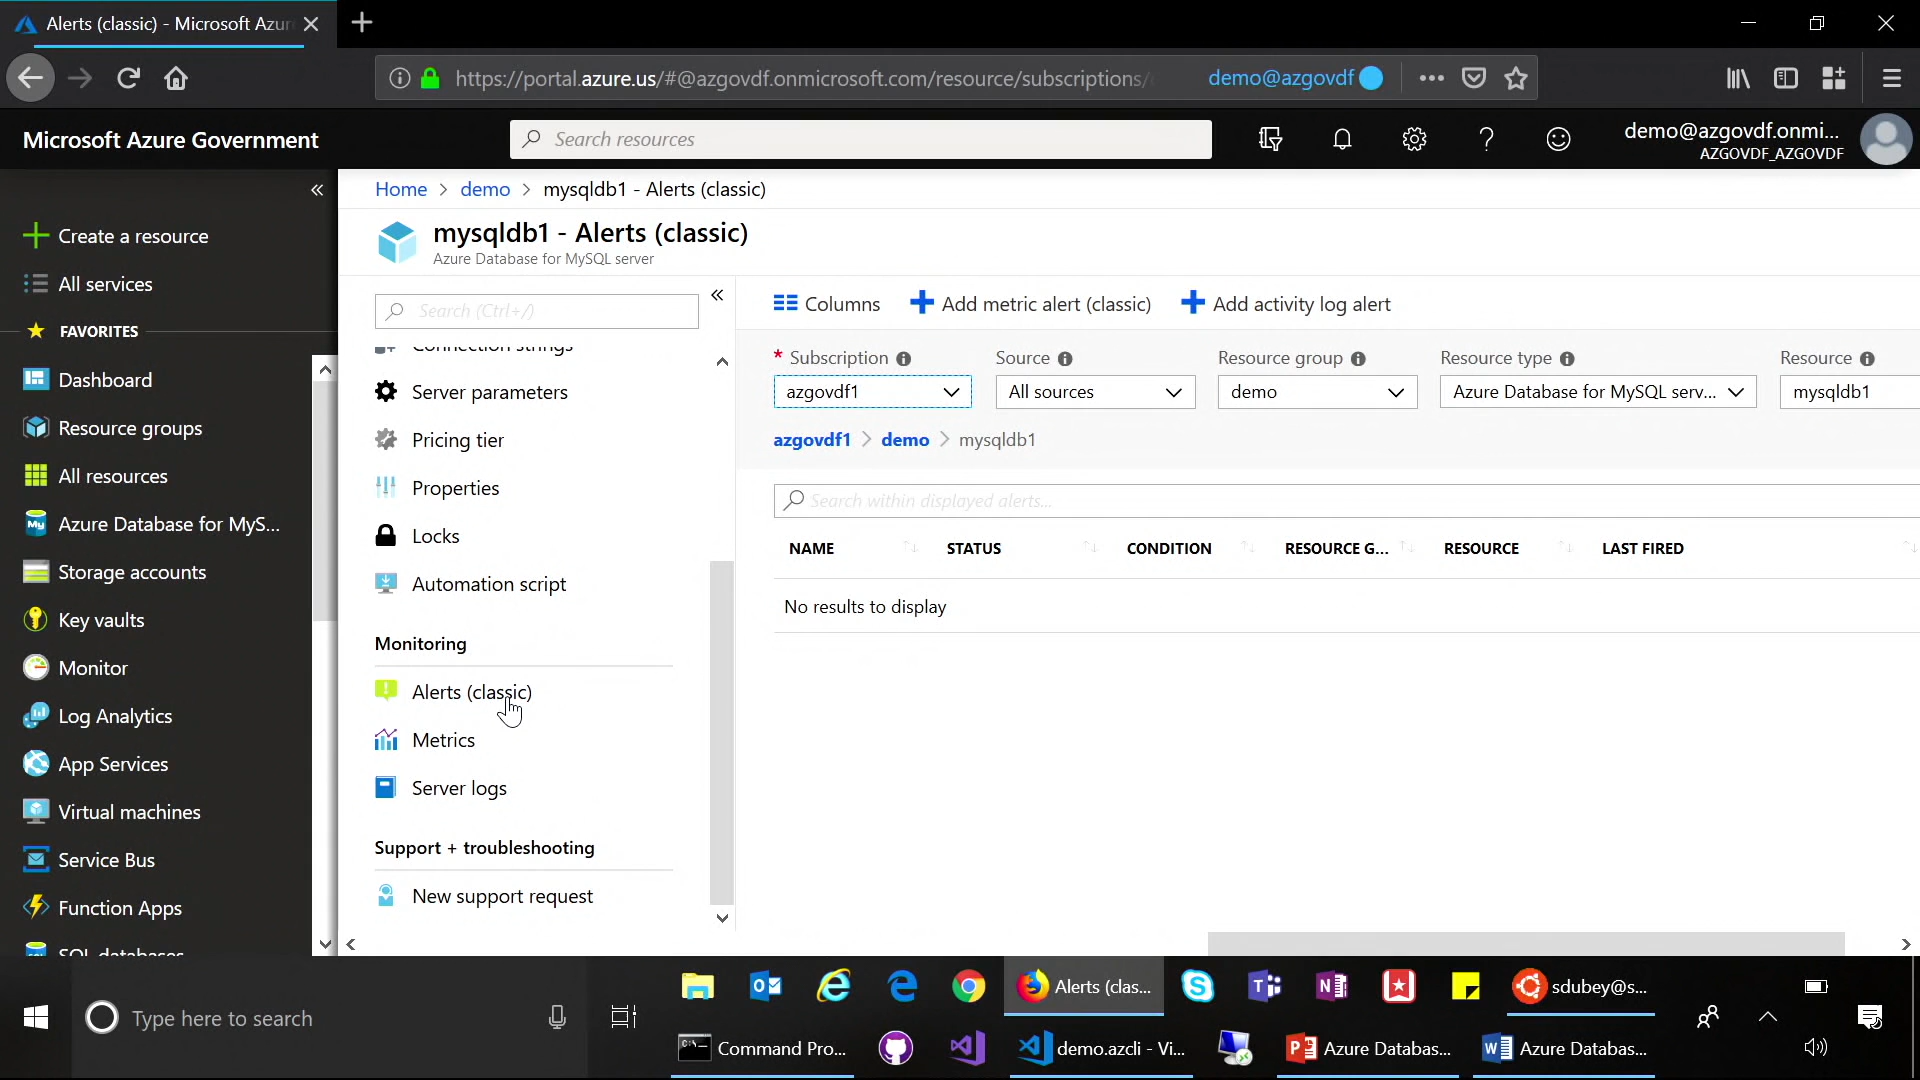 Alerts (classic) - Microsoft Azur
https://portal.azure.us/#@azgovdf.onmicrosoft.com/resource/subscriptions/
demo@azgovdf
Microsoft Azure Government
Search resources
demo@azgovdf.onmi...
AZGOVDF_AZGOVDF
Create a resource
All services
FAVORITES
Dashboard
Resource groups
All resources
My
Azure Database for MyS...
Storage accounts
Key vaults
Monitor
Log Analytics
App Services
Virtual machines
Service Bus
Function Apps
SQL databases
Home > demo > mysqldb1 - Alerts (classic)
mysqldb1 - Alerts (classic)
Azure Database for MySQL server
Search (Ctrl+/)
Connection strings
Server parameters
Pricing tier
Properties
Locks
Automation script
Monitoring
Alerts (classic)
Metrics
Server logs
Support + troubleshooting
New support request
Columns
Add metric alert (classic)
Add activity log alert
* Subscription
azgovdf1
Source
All sources
Resource group
demo
Resource type
Azure Database for MySQL serv...
Resource
mysqldb1
azgovdf1 > demo > mysqldb1
Search within displayed alerts...
NAME STATUS CONDITION RESOURCE G... RESOURCE LAST FIRED
No results to display
Type here to search
Alerts (clas...
sdubey@s...
Command Pro...
demo.azcli - Vi...
Azure Databas...
Azure Databas...